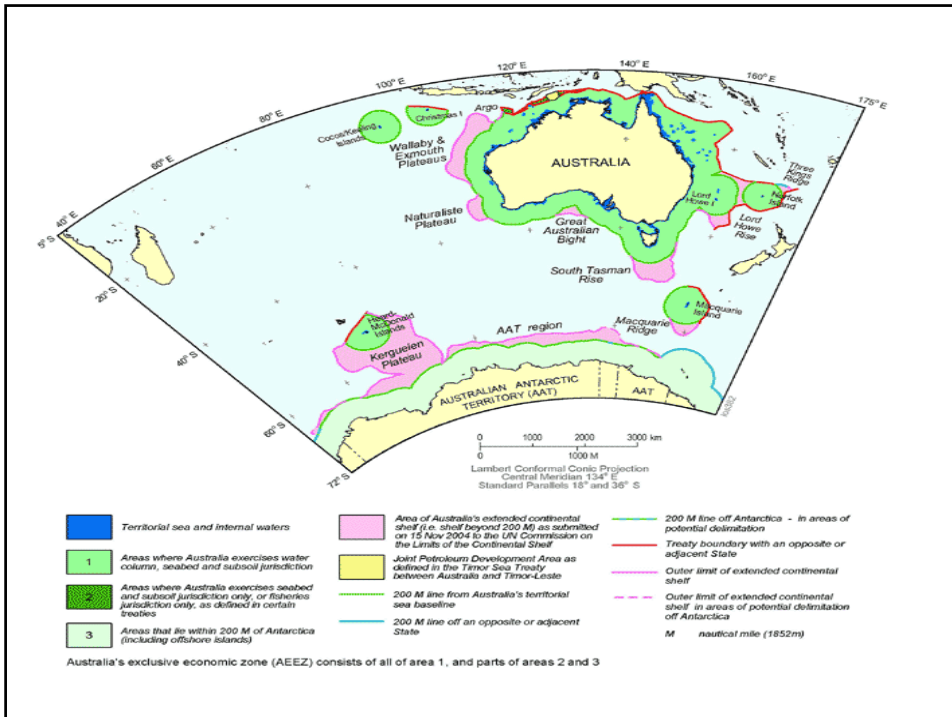 120° E
140° E
100° E
160° E
80° E
175° E
60° E
40° E
5° S
20° S
40° S
60° S
72° S
Argo
Christmas I
Cocos/Keeling
Islands
Wallaby &
Exmouth
Plateaus
AUSTRALIA
Three
Kings
Ridge
Norfolk
Island
Lord
Howe I
Lord
Howe
Rise
Naturaliste
Plateau
Great
Australian
Bight
South Tasman
Rise
Macquarie
Island
Macquarie
Ridge
Heard-
McDonald
Islands
Kerguelen
Plateau
AAT region
AUSTRALIAN ANTARCTIC
TERRITORY (AAT)
AAT
0 1000 2000 3000 km
0 1000 M
Lambert Conformal Conic Projection
Central Meridian 134° E
Standard Parallels 18° and 36° S
Territorial sea and internal waters
1 Areas where Australia exercises water
column, seabed and subsoil jurisdiction
2 Areas where Australia exercises seabed
and subsoil jurisdiction only, or fisheries
jurisdiction only, as defined in certain
treaties
3 Areas that lie within 200 M of Antarctica
(including offshore islands)
Area of Australia's extended continental
shelf (i.e. shelf beyond 200 M) as submitted
on 15 Nov 2004 to the UN Commission on
the Limits of the Continental Shelf
Joint Petroleum Development Area as
defined in the Timor Sea Treaty
between Australia and Timor-Leste
200 M line from Australia's territorial
sea baseline
200 M line off an opposite or adjacent
State
200 M line off Antarctica - in areas of
potential delimitation
Treaty boundary with an opposite or
adjacent State
Outer limit of extended continental
shelf
Outer limit of extended continental
shelf in areas of potential delimitation
off Antarctica
M nautical mile (1852m)
Australia's exclusive economic zone (AEEZ) consists of all of area 1, and parts of areas 2 and 3